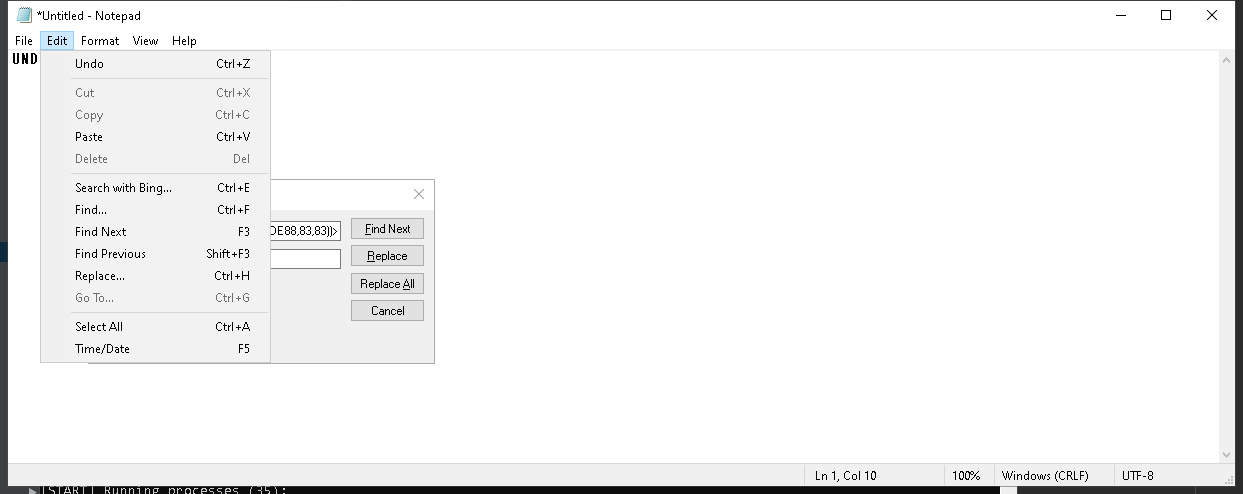 *Untitled - Notepad
File Edit Format View Help
UND
Undo Ctrl+Z
Cut Ctrl+X
Copy Ctrl+C
Paste Ctrl+V
Delete Del
Search with Bing... Ctrl+E
Find... Ctrl+F
Find Next F3
Find Previous Shift+F3
Replace... Ctrl+H
Go To... Ctrl+G
Select All Ctrl+A
Time/Date F5
DE88,83,83))>
Find Next
Replace
Replace All
Cancel
Ln 1, Col 10 100% Windows (CRLF) UTF-8
[START] Running processes (35):